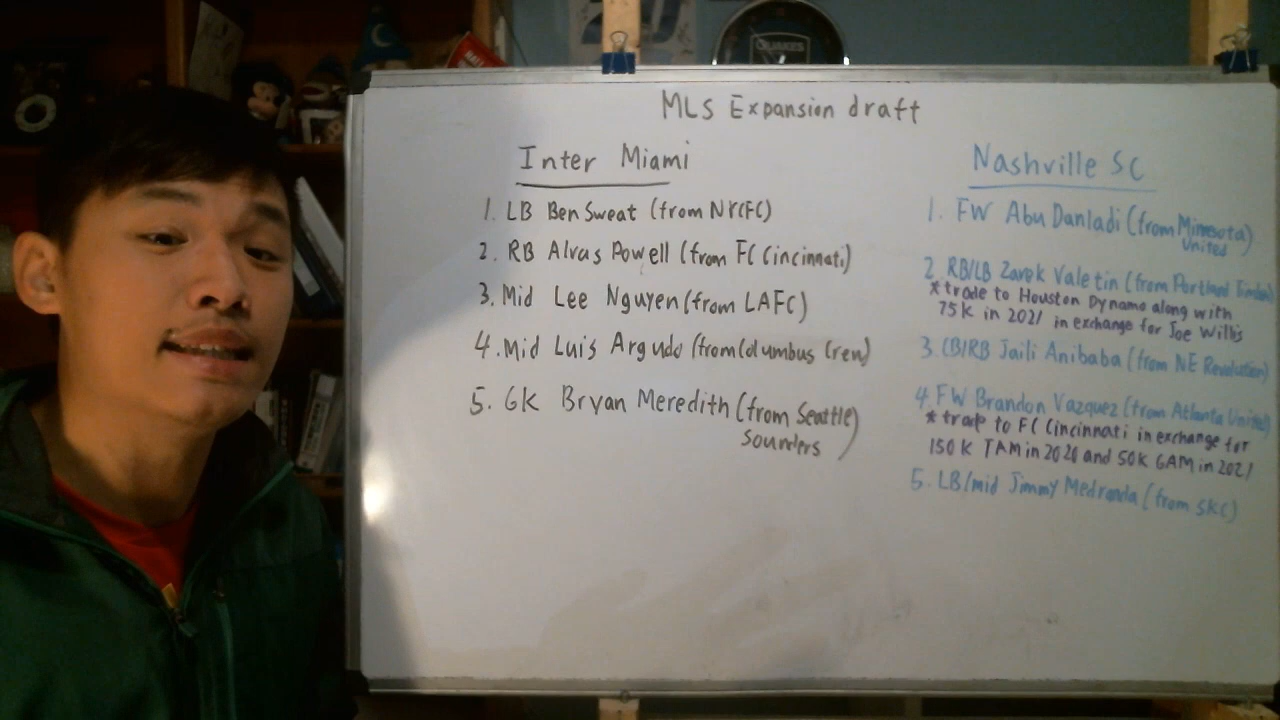 QUAKES
MLS Expansion draft
Inter Miami
1. LB Ben Sweat (from NYCFC)
2. RB Alvas Powell (from FC Cincinnati)
3. Mid Lee Nguyen (from LAFC)
4. Mid Luis Argudo (from Columbus Crew)
5. GK Bryan Meredith (from Seattle
Sounders)
Nashville SC
1. FW Abu Danladi (from Minnesota
United)
2. RB/LB Zarek Valetin (from Portland Timbers)
*trade to Houston Dynamo along with
75K in 2021 in exchange for Joe Willis
3. CB/RB Jaili Anibaba (from NE Revolution)
4. FW Brandon Vazquez (from Atlanta United)
*trade to FC Cincinnati in exchange for
150K TAM in 2020 and 50K GAM in 2021
5. LB/mid Jimmy Medranda (from SKC)